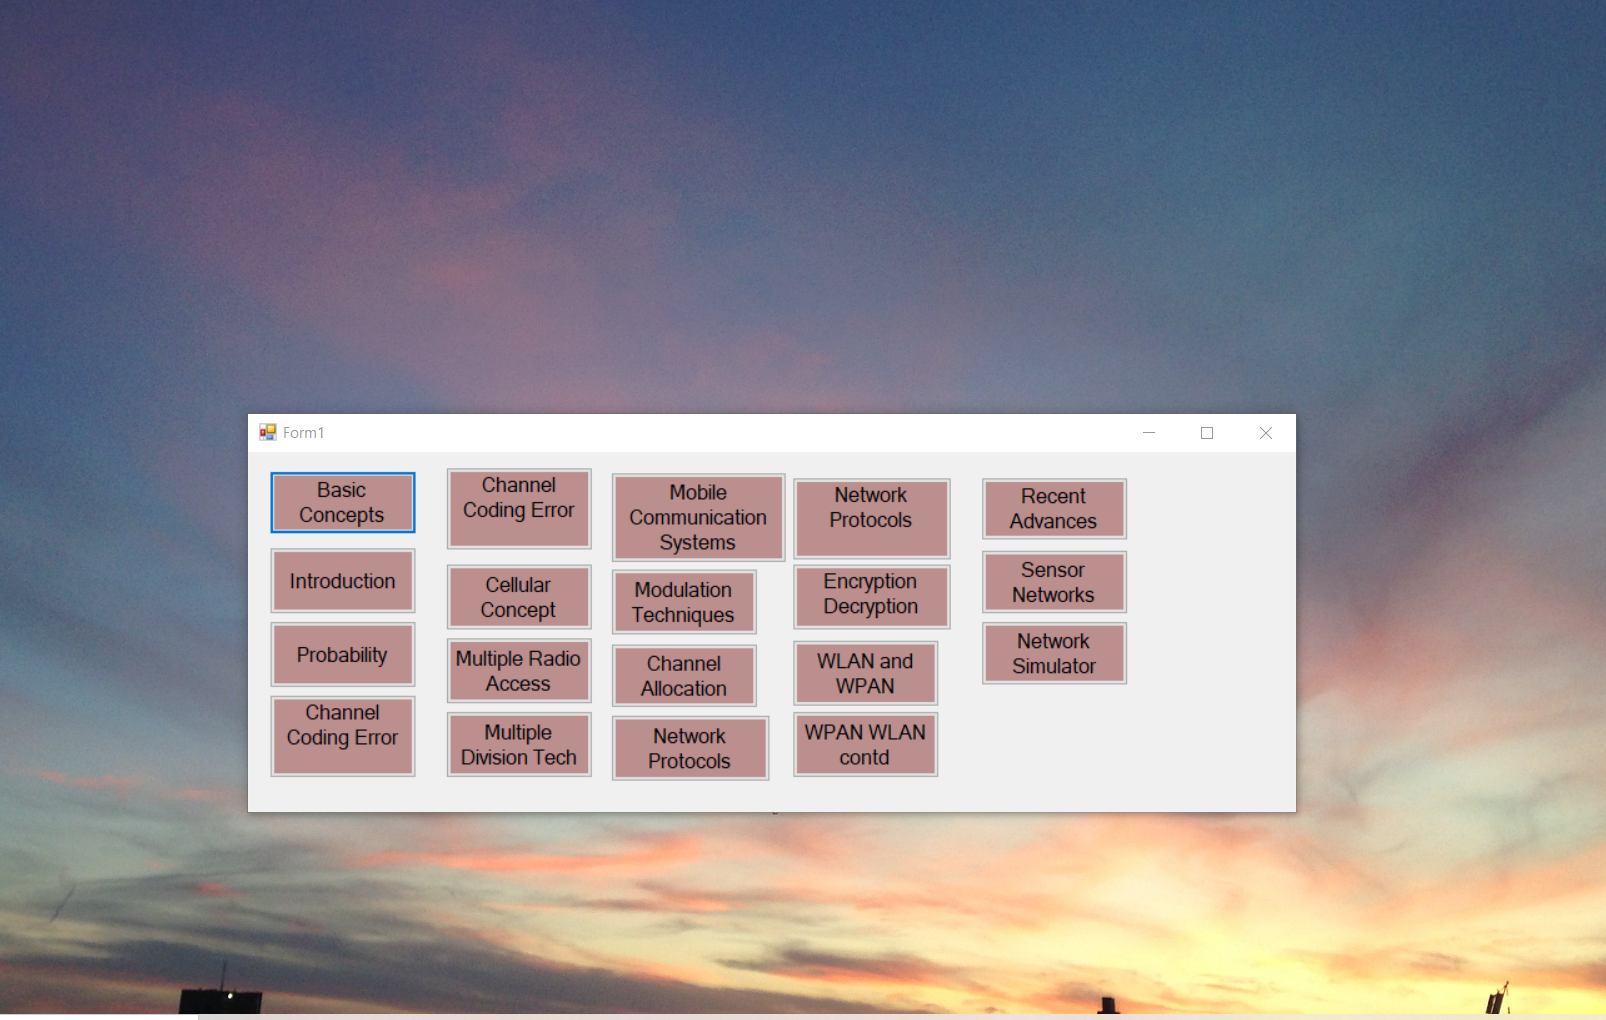 Form1
Basic
Concepts
Introduction
Probability
Channel
Coding Error
Channel
Coding Error
Cellular
Concept
Multiple Radio
Access
Multiple
Division Tech
Mobile
Communication
Systems
Modulation
Techniques
Channel
Allocation
Network
Protocols
Network
Protocols
Encryption
Decryption
WLAN and
WPAN
WPAN WLAN
contd
Recent
Advances
Sensor
Networks
Network
Simulator